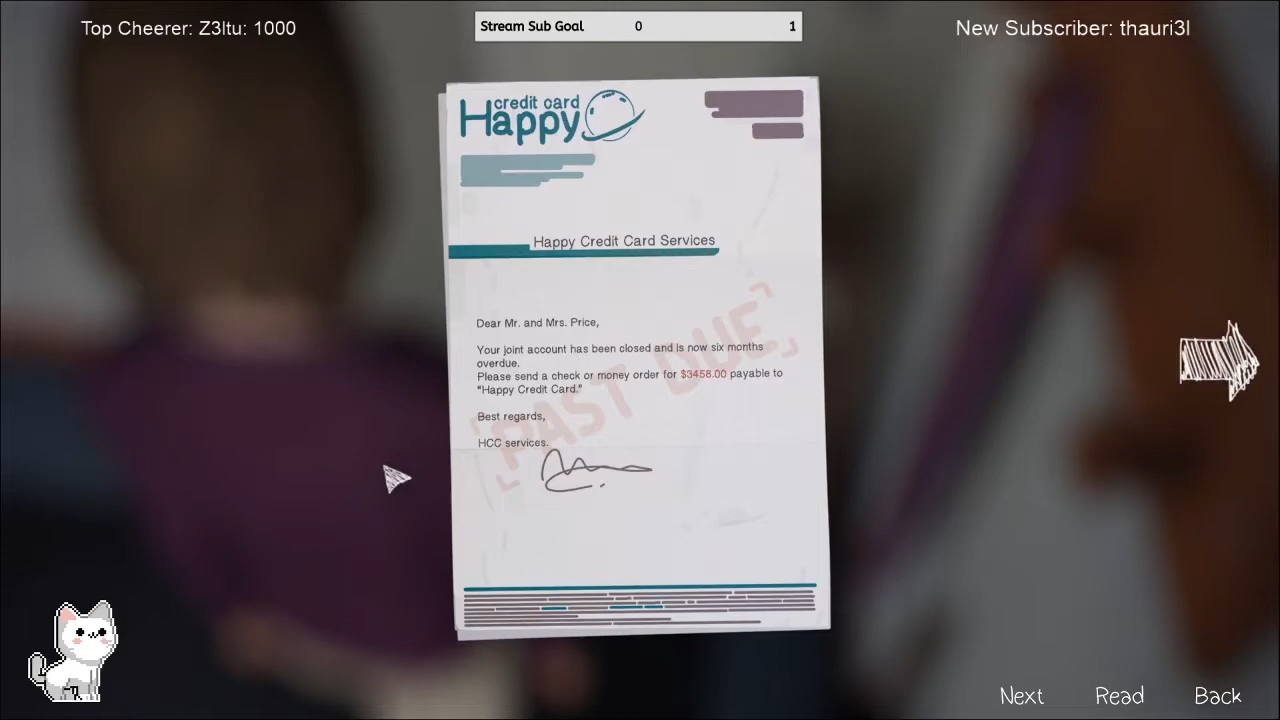 Top Cheerer: Z3ltu: 1000
Stream Sub Goal 0 1
New Subscriber: thauri3l
credit card
Happy
Happy Credit Card Services
Dear Mr. and Mrs. Price,
Your joint account has been closed and is now six months
overdue.
Please send a check or money order for $3458.00 payable to
“Happy Credit Card.”
PAST DUE
Best regards,
HCC services.
Next Read Back